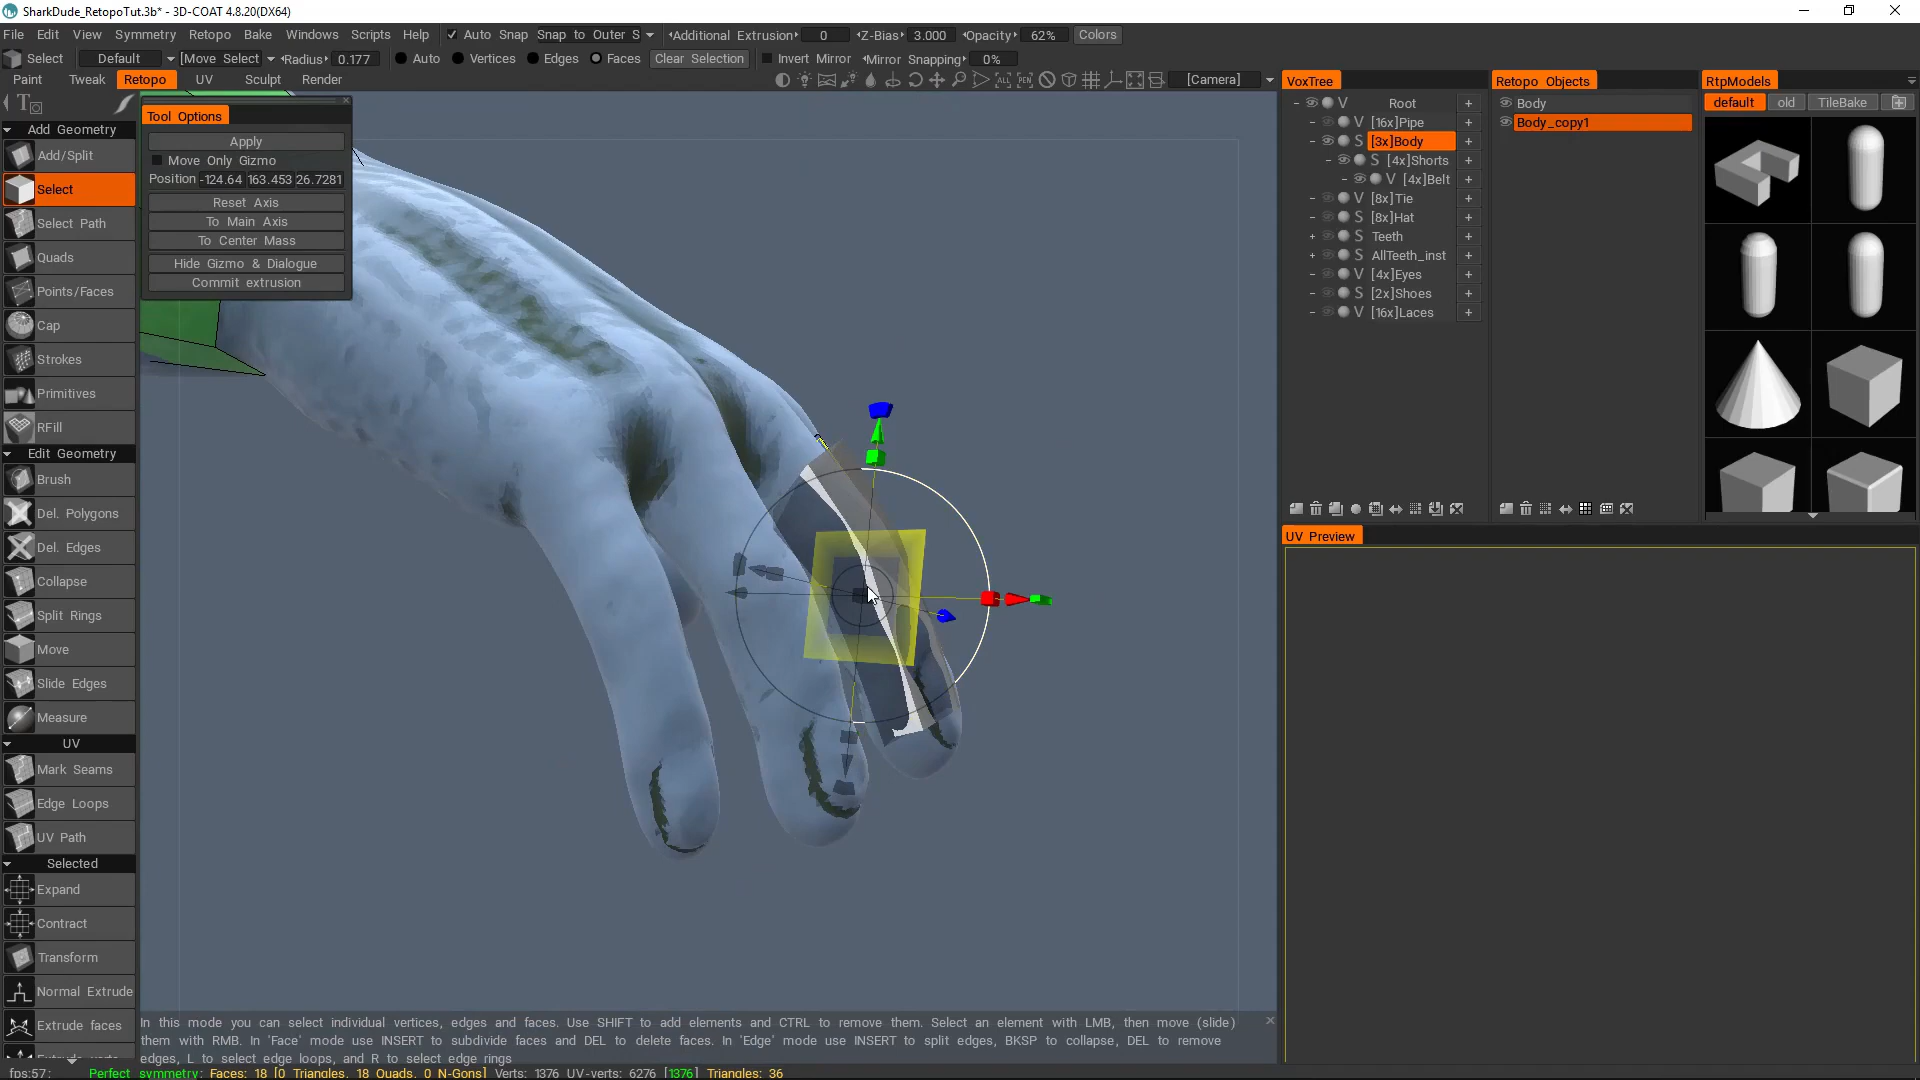 SharkDude_RetopoTut.3b* - 3D-COAT 4.8.20(DX64)
File Edit View Symmetry Retopo Bake Windows Scripts Help Auto Snap Snap to Outer S Additional Extrusion 0 Z-Bias 3.000 Opacity 62% Colors
Select Default [Move Select] Radius 0.177 Auto Vertices Edges Faces Clear Selection Invert Mirror Mirror Snapping 0%
Paint Tweak Retopo UV Sculpt Render [Camera]
Add Geometry
Add/Split
Select
Select Path
Quads
Points/Faces
Cap
Strokes
Primitives
RFill
Edit Geometry
Brush
Del. Polygons
Del. Edges
Collapse
Split Rings
Move
Slide Edges
Measure
UV
Mark Seams
Edge Loops
UV Path
Selected
Expand
Contract
Transform
Normal Extrude
Extrude faces
Tool Options
Apply
Move Only Gizmo
Position -124.64 163.453 26.7281
Reset Axis
To Main Axis
To Center Mass
Hide Gizmo & Dialogue
Commit extrusion
VoxTree
V Root +
V [16x]Pipe +
S [3x]Body +
S [4x]Shorts +
V [4x]Belt +
V [8x]Tie +
S [8x]Hat +
+ S Teeth +
+ S AllTeeth_inst +
V [4x]Eyes +
S [2x]Shoes +
V [16x]Laces +
Retopo Objects
Body
Body_copy1
RtpModels
default old TileBake
UV Preview
In this mode you can select individual vertices, edges and faces. Use SHIFT to add elements and CTRL to remove them. Select an element with LMB, then move (slide)
them with RMB. In 'Face' mode use INSERT to subdivide faces and DEL to delete faces. In 'Edge' mode use INSERT to split edges, BKSP to collapse, DEL to remove
edges, L to select edge loops, and R to select edge rings
fps:57: Perfect symmetry: Faces: 18 [0 Triangles, 18 Quads, 0 N-Gons] Verts: 1376 UV-verts: 6276 [1376] Triangles: 36